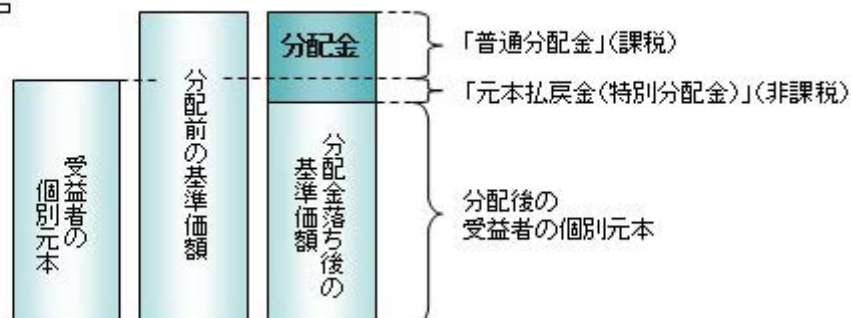 受益者の
個別元本
分配前の基準価額
分配金
分配金落ち後の
基準価額
「普通分配金」(課税)
「元本払戻金(特別分配金)」(非課税)
分配後の
受益者の個別元本